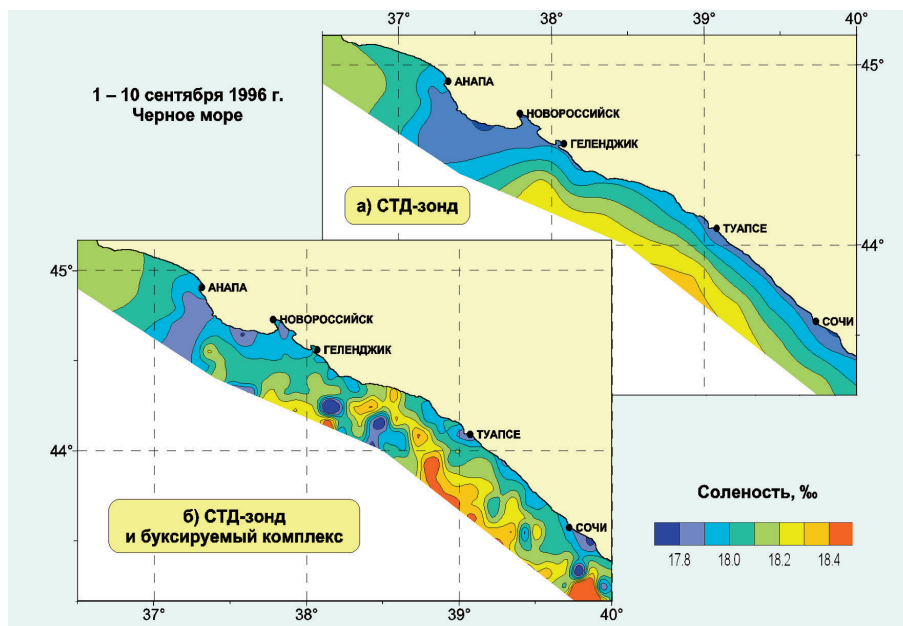 37° 38° 39° 40°
45°
1 – 10 сентября 1996 г.
Черное море
АНАПА
НОВОРОССИЙСК
ГЕЛЕНДЖИК
а) СТД-зонд
ТУАПСЕ
44°
СОЧИ
45°
АНАПА
НОВОРОССИЙСК
ГЕЛЕНДЖИК
ТУАПСЕ
44°
СОЧИ
б) СТД-зонд
и буксируемый комплекс
37° 38° 39° 40°
Соленость, ‰
17.8 18.0 18.2 18.4